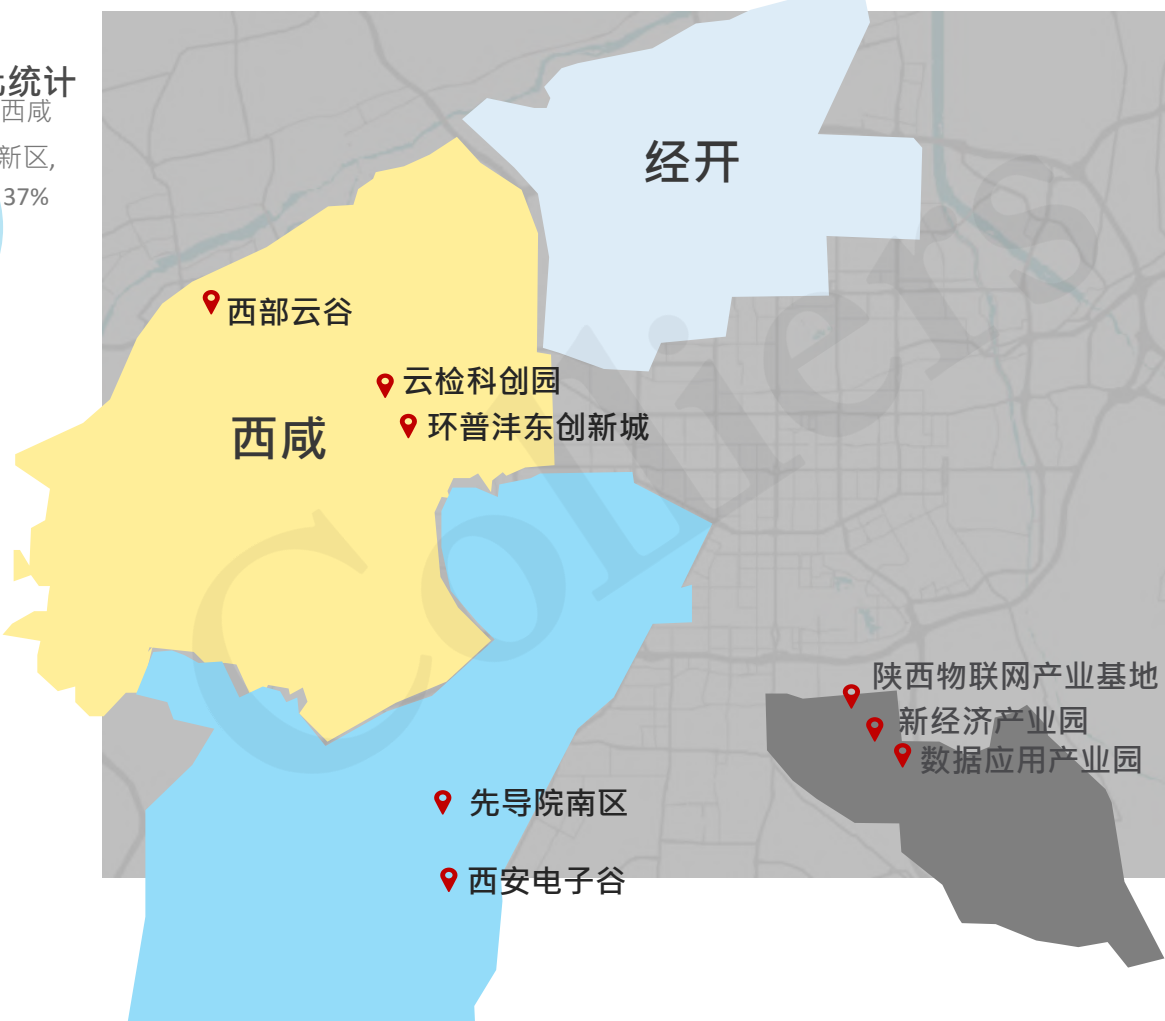 统计
西咸
新区,
37%
经开
西部云谷
云检科创园
环普沣东创新城
西咸
陕西物联网产业基地
新经济产业园
数据应用产业园
先导院南区
西安电子谷
Colliers